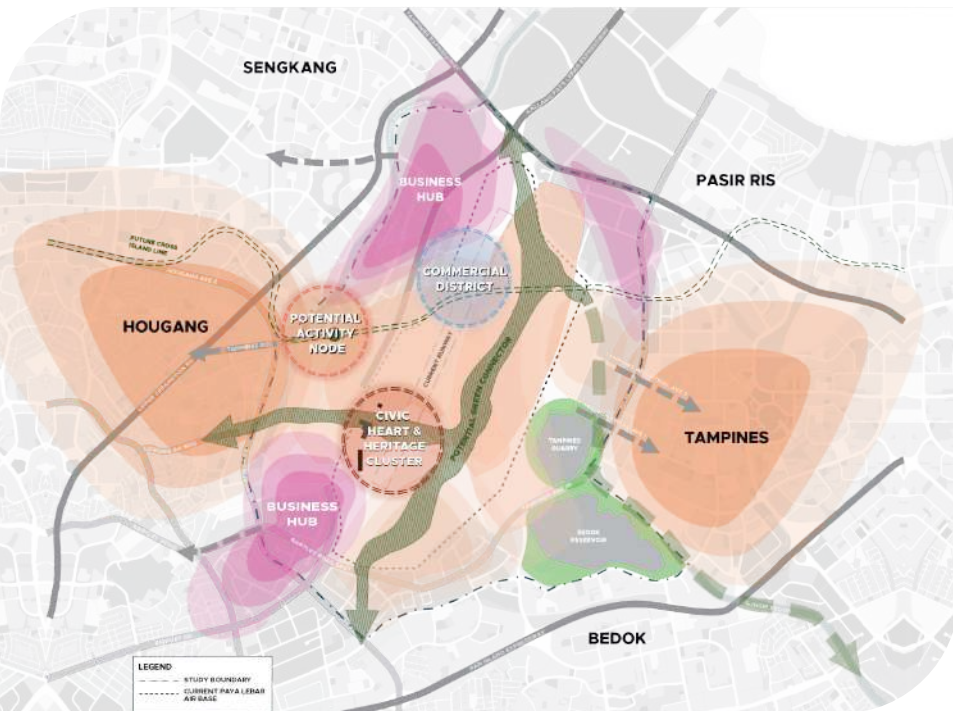 SENGKANG
PASIR RIS
BUSINESS
HUB
FUTURE CROSS
ISLAND LINE
COMMERCIAL
DISTRICT
HOUGANG
POTENTIAL
ACTIVITY
NODE
CURRENT RUNWAY
POTENTIAL GREEN CONNECTOR
CIVIC
HEART &
HERITAGE
CLUSTER
TAMPINES
QUARRY
TAMPINES
BUSINESS
HUB
BEDOK
RESERVOIR
BEDOK
LEGEND
STUDY BOUNDARY
CURRENT PAYA LEBAR
AIR BASE